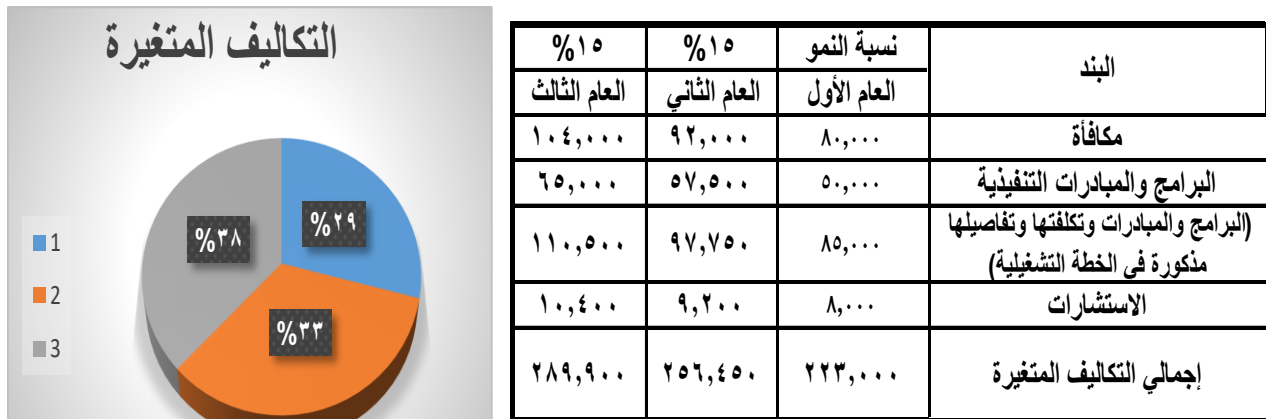 التكاليف المتغيرة
%٢٩
%٣٣
%٣٨
1
2
3
البند نسبة النمو %١٥ %١٥
العام الأول العام الثاني العام الثالث
مكافأة ٨٠,٠٠٠ ٩٢,٠٠٠ ١٠٤,٠٠٠
البرامج والمبادرات التنفيذية ٥٠,٠٠٠ ٥٧,٥٠٠ ٦٥,٠٠٠
(البرامج والمبادرات وتكلفتها وتفاصيلها
مذكورة في الخطة التشغيلية) ٨٥,٠٠٠ ٩٧,٧٥٠ ١١٠,٥٠٠
الاستشارات ٨,٠٠٠ ٩,٢٠٠ ١٠,٤٠٠
إجمالي التكاليف المتغيرة ٢٢٣,٠٠٠ ٢٥٦,٤٥٠ ٢٨٩,٩٠٠